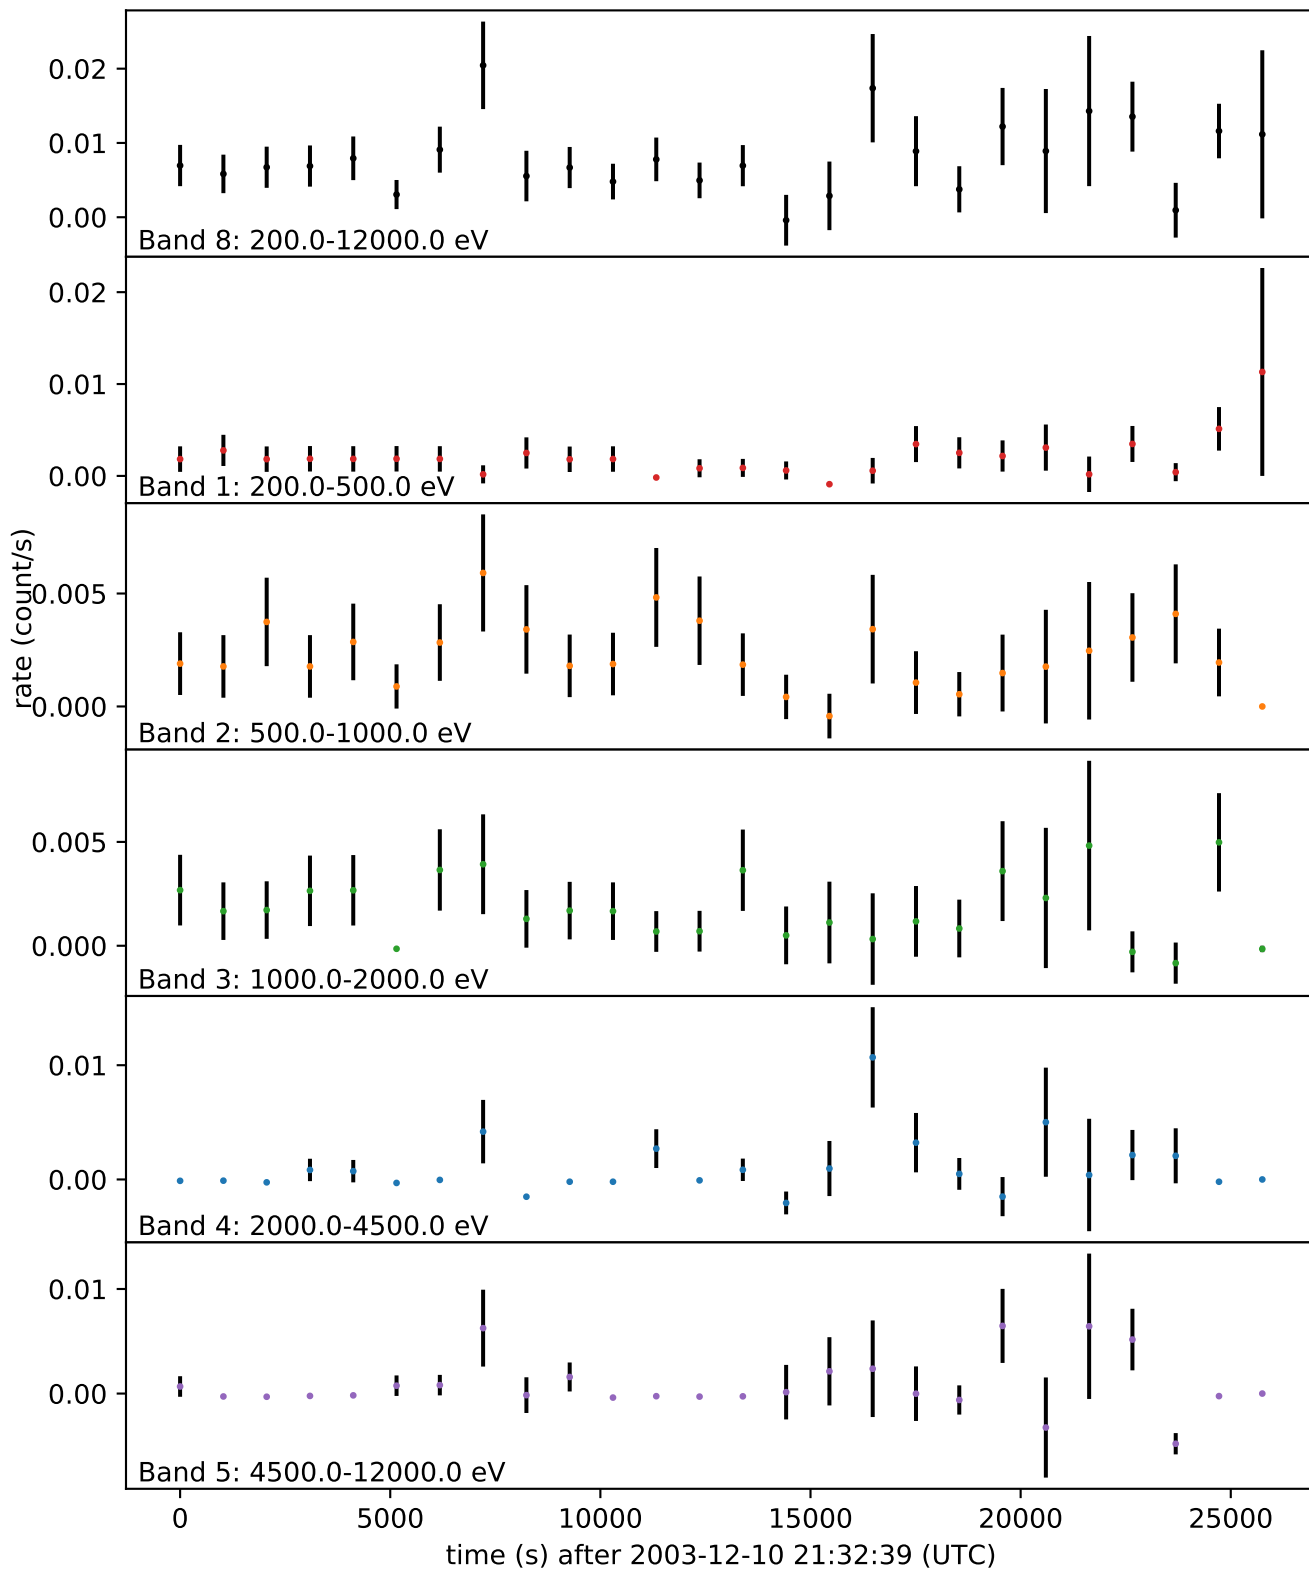 0.02
0.01
0.00
Band 8: 200.0-12000.0 eV
0.02
0.01
0.00
Band 1: 200.0-500.0 eV
rate (count/s)
0.005
0.000
Band 2: 500.0-1000.0 eV
0.005
0.000
Band 3: 1000.0-2000.0 eV
0.01
0.00
Band 4: 2000.0-4500.0 eV
0.01
0.00
Band 5: 4500.0-12000.0 eV
0 5000 10000 15000 20000 25000
time (s) after 2003-12-10 21:32:39 (UTC)